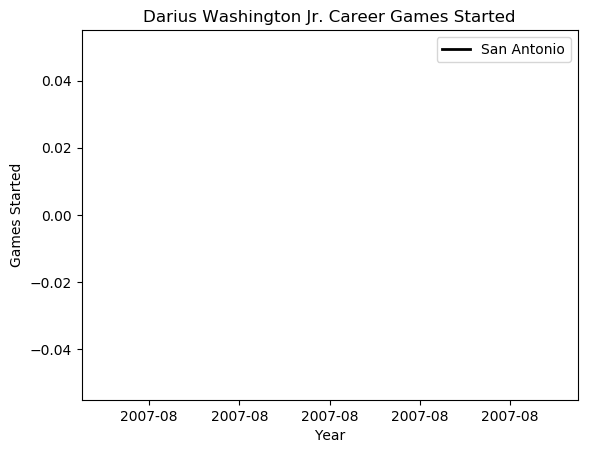 Darius Washington Jr. Career Games Started
San Antonio
0.04
0.02
0.00
−0.02
−0.04
Games Started
2007-08 2007-08 2007-08 2007-08 2007-08
Year